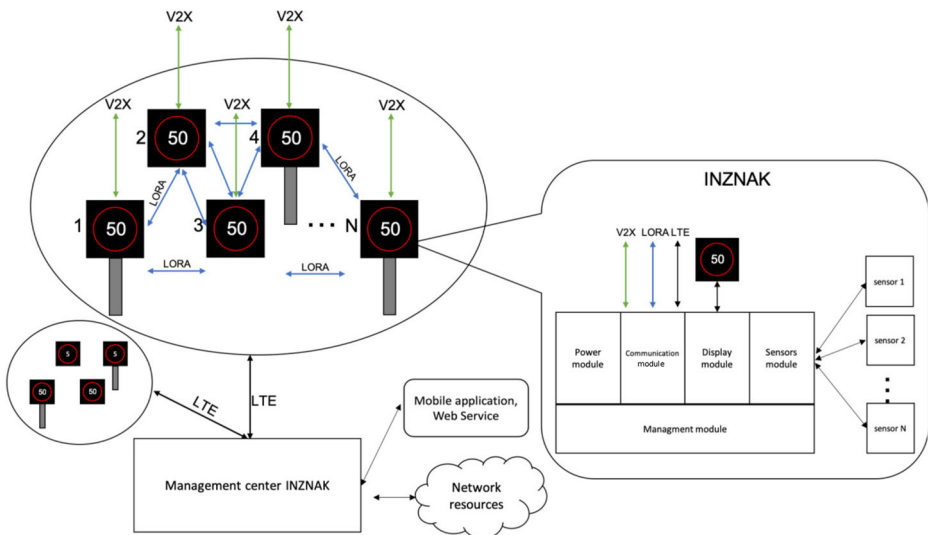 V2X
V2X
V2X
V2X
V2X
2
50
4
50
LORA
LORA
1
50
3
50
...
N
50
LORA
LORA
INZNAK
V2X
LORA
LTE
50
sensor 1
Power
module
Communication
module
Display
module
Sensors
module
sensor 2
Managment module
sensor N
5
5
50
50
LTE
LTE
Mobile application,
Web Service
Management center INZNAK
Network
resources